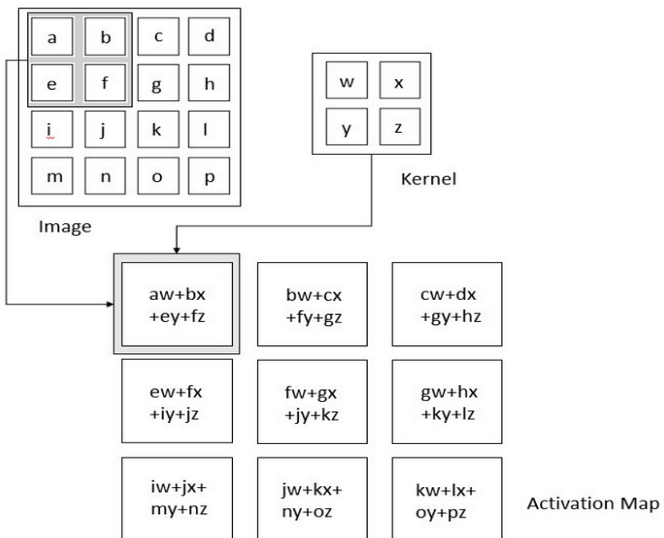 a b c d
e f g h
i j k l
m n o p
Image
w x
y z
Kernel
aw+bx
+ey+fz
bw+cx
+fy+gz
cw+dx
+gy+hz
ew+fx
+iy+jz
fw+gx
+jy+kz
gw+hx
+ky+lz
iw+jx+
my+nz
jw+kx+
ny+oz
kw+lx+
oy+pz
Activation Map